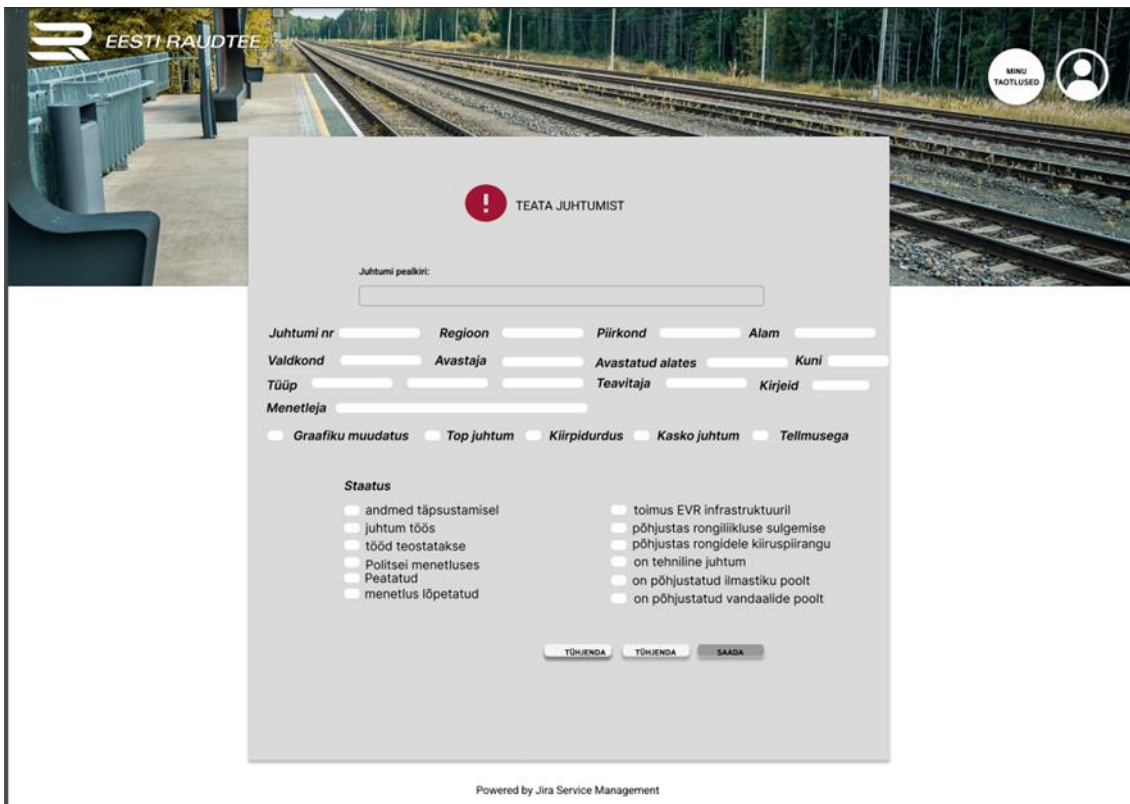 EESTI RAUDTEE
MINU
TAOTLUSED
TEATA JUHTUMIST
Juhtumi pealkiri:
Juhtumi nr Regioon Piirkond Alam
Valdkond Avastaja Avastatud alates Kuni
Tüüp Teavitaja Kirjeid
Menetleja
Graafiku muudatus Top juhtum Kiirpidurdus Kasko juhtum Tellmusega
Staatus
andmed täpsustamisel
juhtum töös
tööd teostatakse
Politsei menetluses
Peatatud
menetlus lõpetatud
toimus EVR infrastruktuuril
põhjustas rongiliikluse sulgemise
põhjustas rongidele kiiruspiirangu
on tehniline juhtum
on põhjustatud ilmastiku poolt
on põhjustatud vandaalide poolt
TÜHJENDA TÜHJENDA SAADA
Powered by Jira Service Management